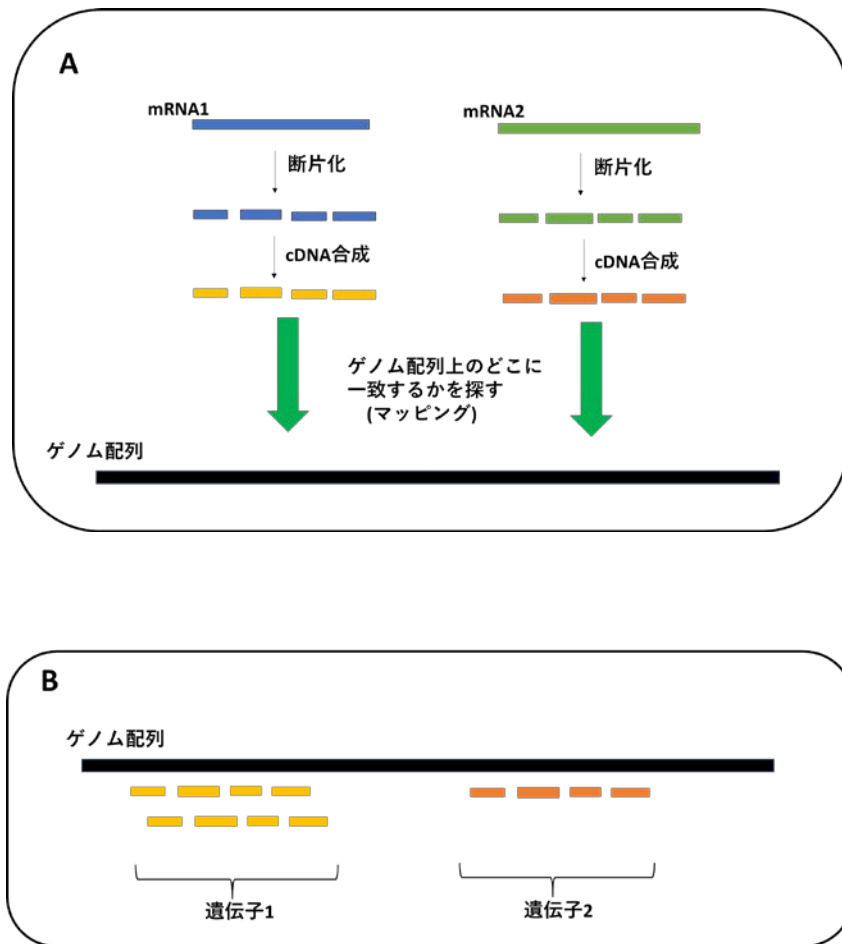 A
mRNA1
mRNA2
断片化
断片化
cDNA合成
cDNA合成
ゲノム配列上のどこに
一致するかを探す
(マッピング)
ゲノム配列
B
ゲノム配列
遺伝子1
遺伝子2